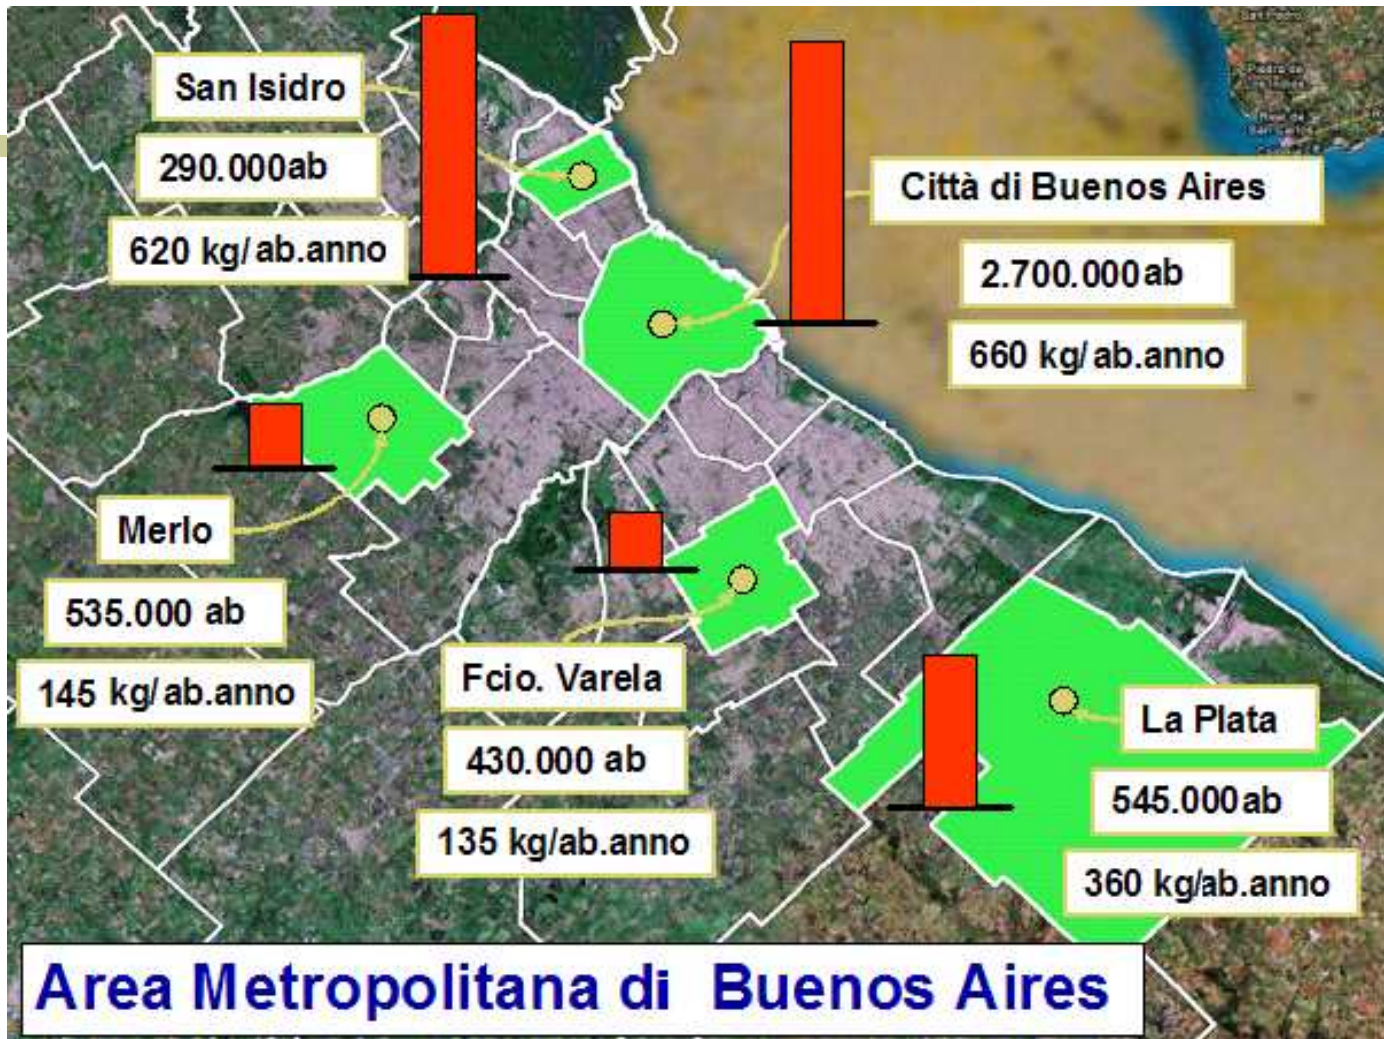 San Isidro
290.000ab
620 kg/ab.anno
Città di Buenos Aires
2.700.000ab
660 kg/ab.anno
Merlo
535.000 ab
145 kg/ab.anno
Fcio. Varela
430.000 ab
135 kg/ab.anno
La Plata
545.000ab
360 kg/ab.anno
Area Metropolitana di Buenos Aires